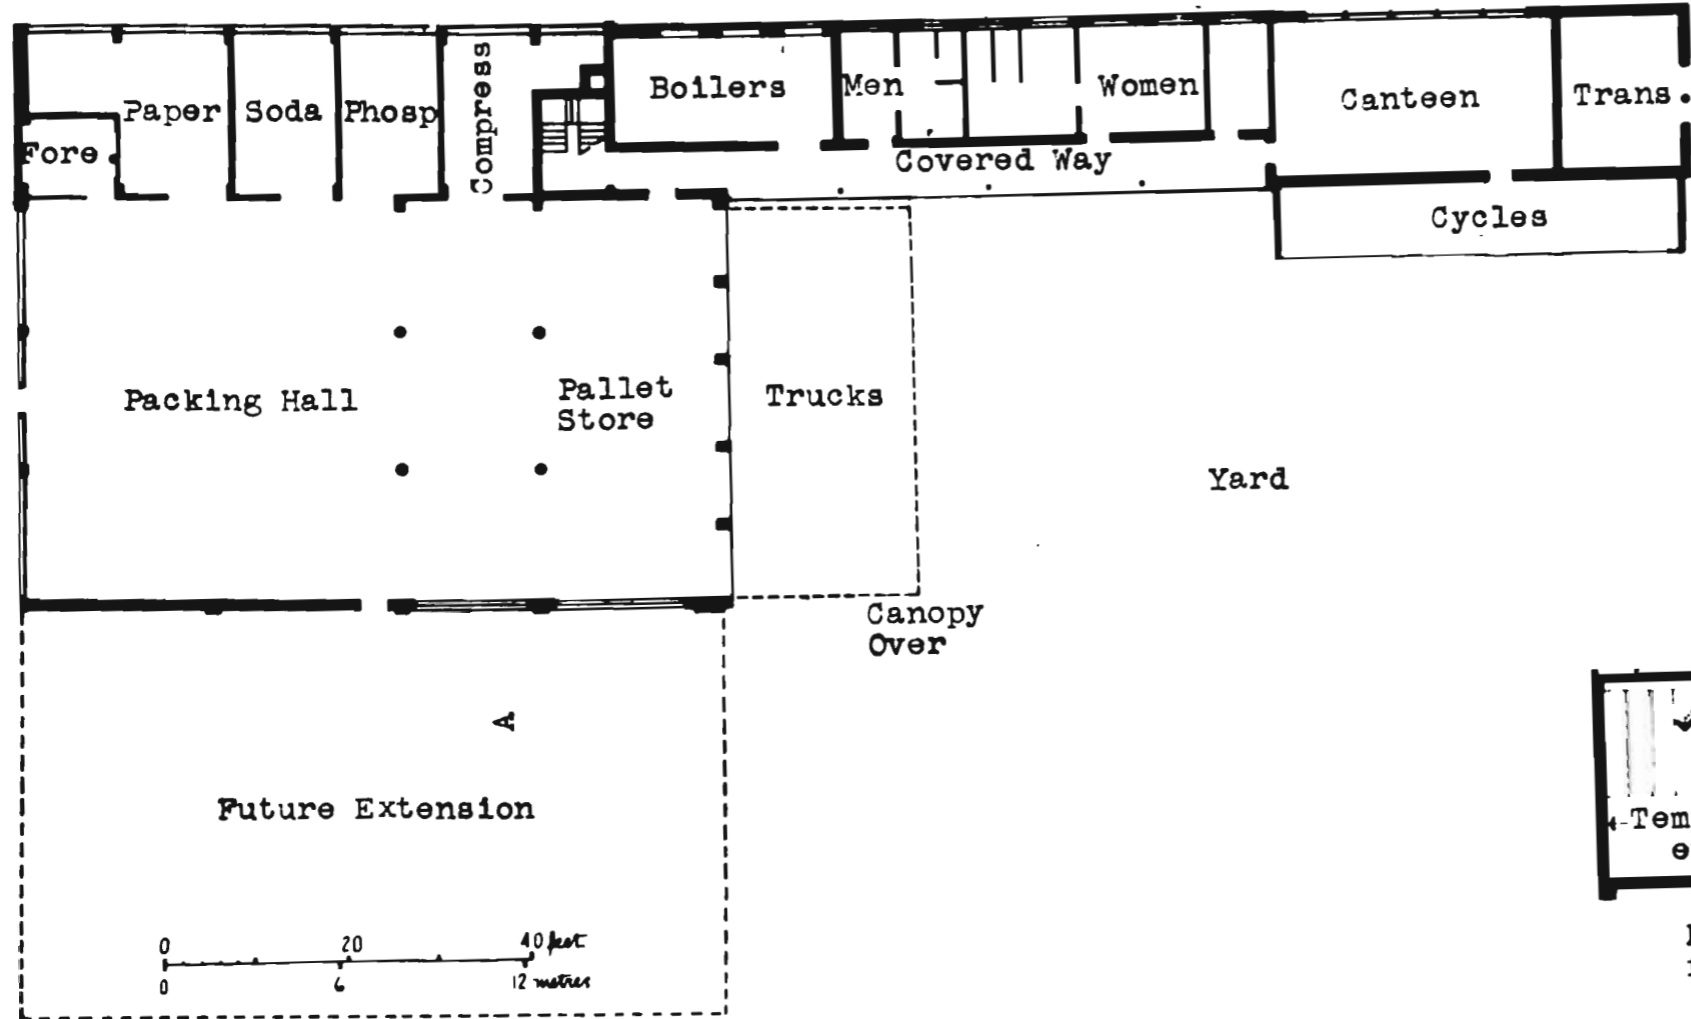 Paper
Soda
Phosp
Compress
Boilers
Men
Women
Canteen
Trans
Fore
Covered Way
Cycles
Packing Hall
Pallet
Store
Trucks
Yard
Canopy
Over
A
Future Extension
Tem
e
0 20 40 feet
0 6 12 metres